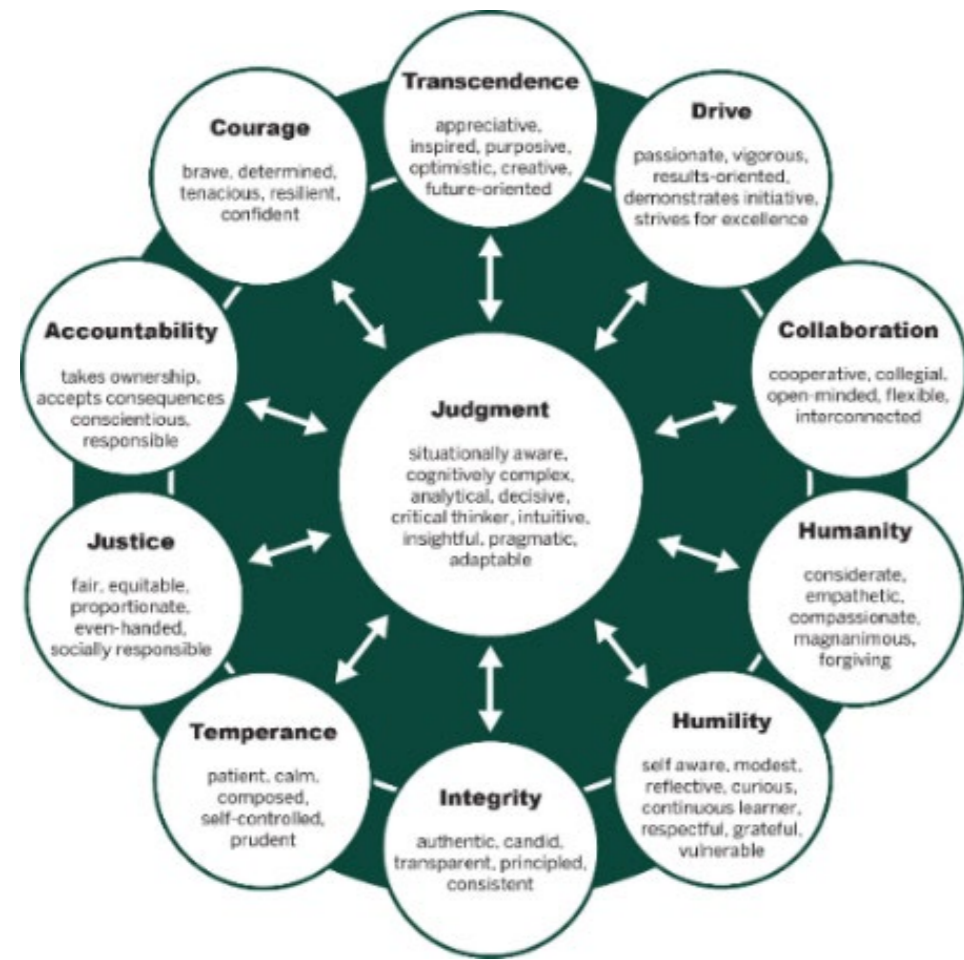 Transcendence
appreciative,
inspired, purposive,
optimistic, creative,
future-oriented
Drive
passionate, vigorous,
results-oriented,
demonstrates initiative,
strives for excellence
Collaboration
cooperative, collegial,
open-minded, flexible,
interconnected
Humanity
considerate,
empathetic,
compassionate,
magnanimous,
forgiving
Humility
self aware, modest,
reflective, curious,
continuous learner,
respectful, grateful,
vulnerable
Integrity
authentic, candid,
transparent, principled,
consistent
Temperance
patient, calm,
composed,
self-controlled,
prudent
Justice
fair, equitable,
proportionate,
even-handed,
socially responsible
Accountability
takes ownership,
accepts consequences
conscientious,
responsible
Courage
brave, determined,
tenacious, resilient,
confident
Judgment
situationally aware,
cognitively complex,
analytical, decisive,
critical thinker, intuitive,
insightful, pragmatic,
adaptable